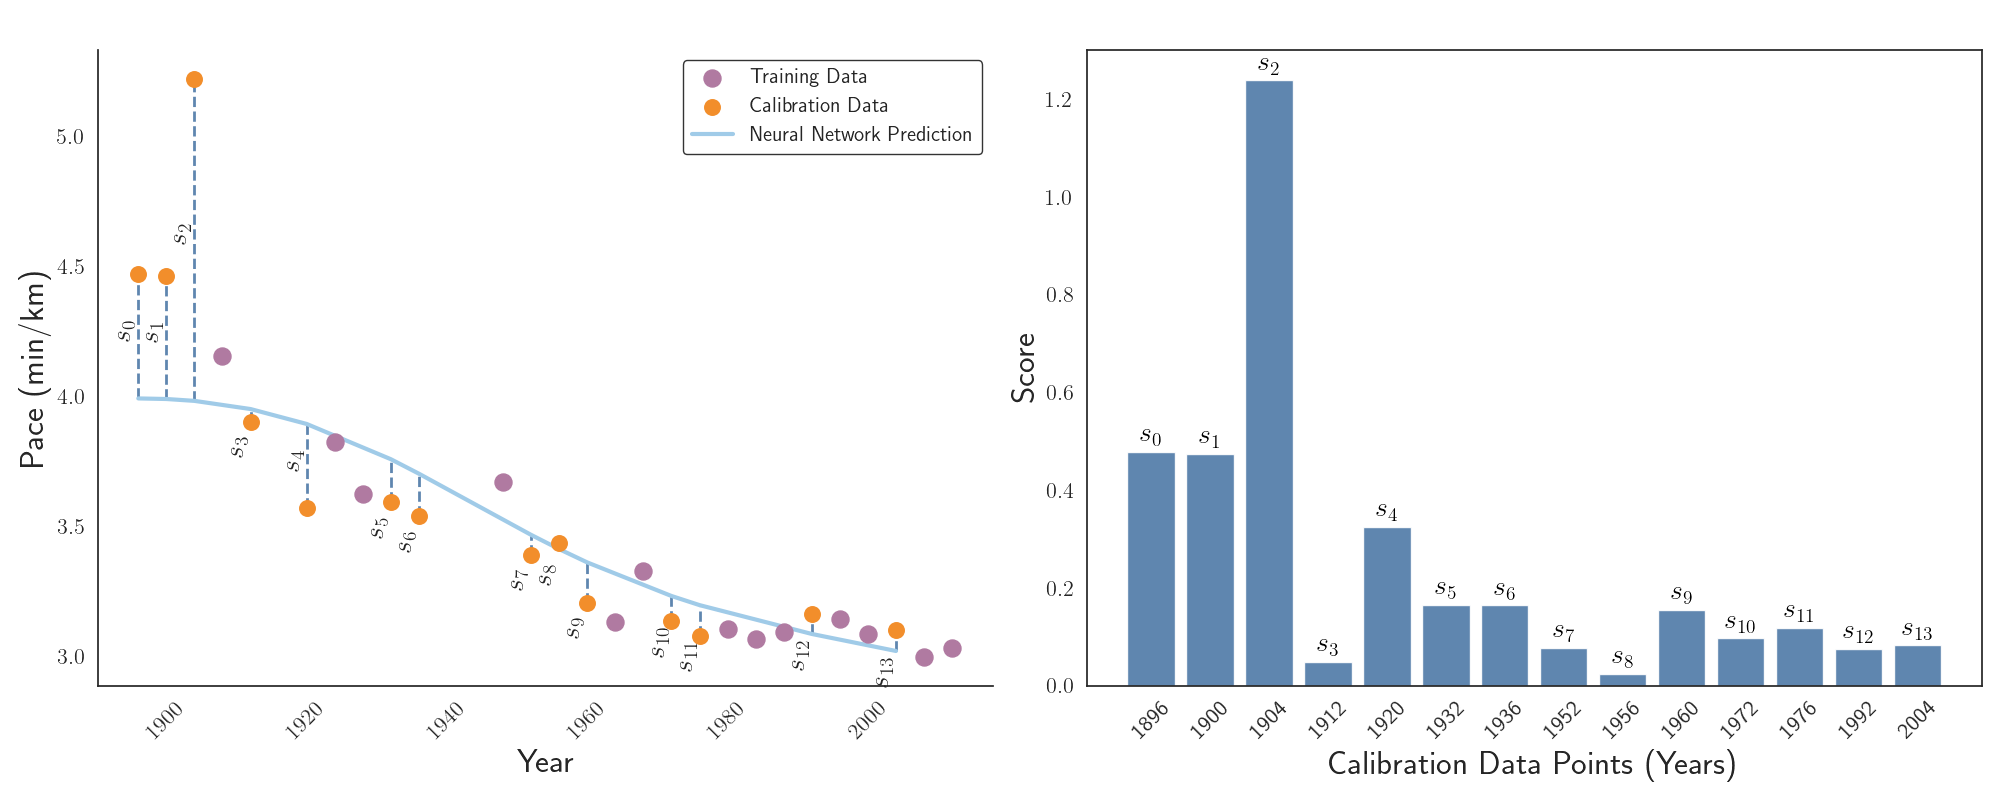 Training Data
Calibration Data
Neural Network Prediction
5.0
4.5
4.0
3.5
3.0
Pace (min/km)
s0
s1
s2
s3
s4
s5
s6
s7
s8
s9
s10
s11
s12
s13
1900
1920
1940
1960
1980
2000
Year
1.2
1.0
0.8
0.6
0.4
0.2
0.0
Score
s0
s1
s2
s3
s4
s5
s6
s7
s8
s9
s10
s11
s12
s13
1896
1900
1904
1912
1920
1932
1936
1952
1956
1960
1972
1976
1992
2004
Calibration Data Points (Years)